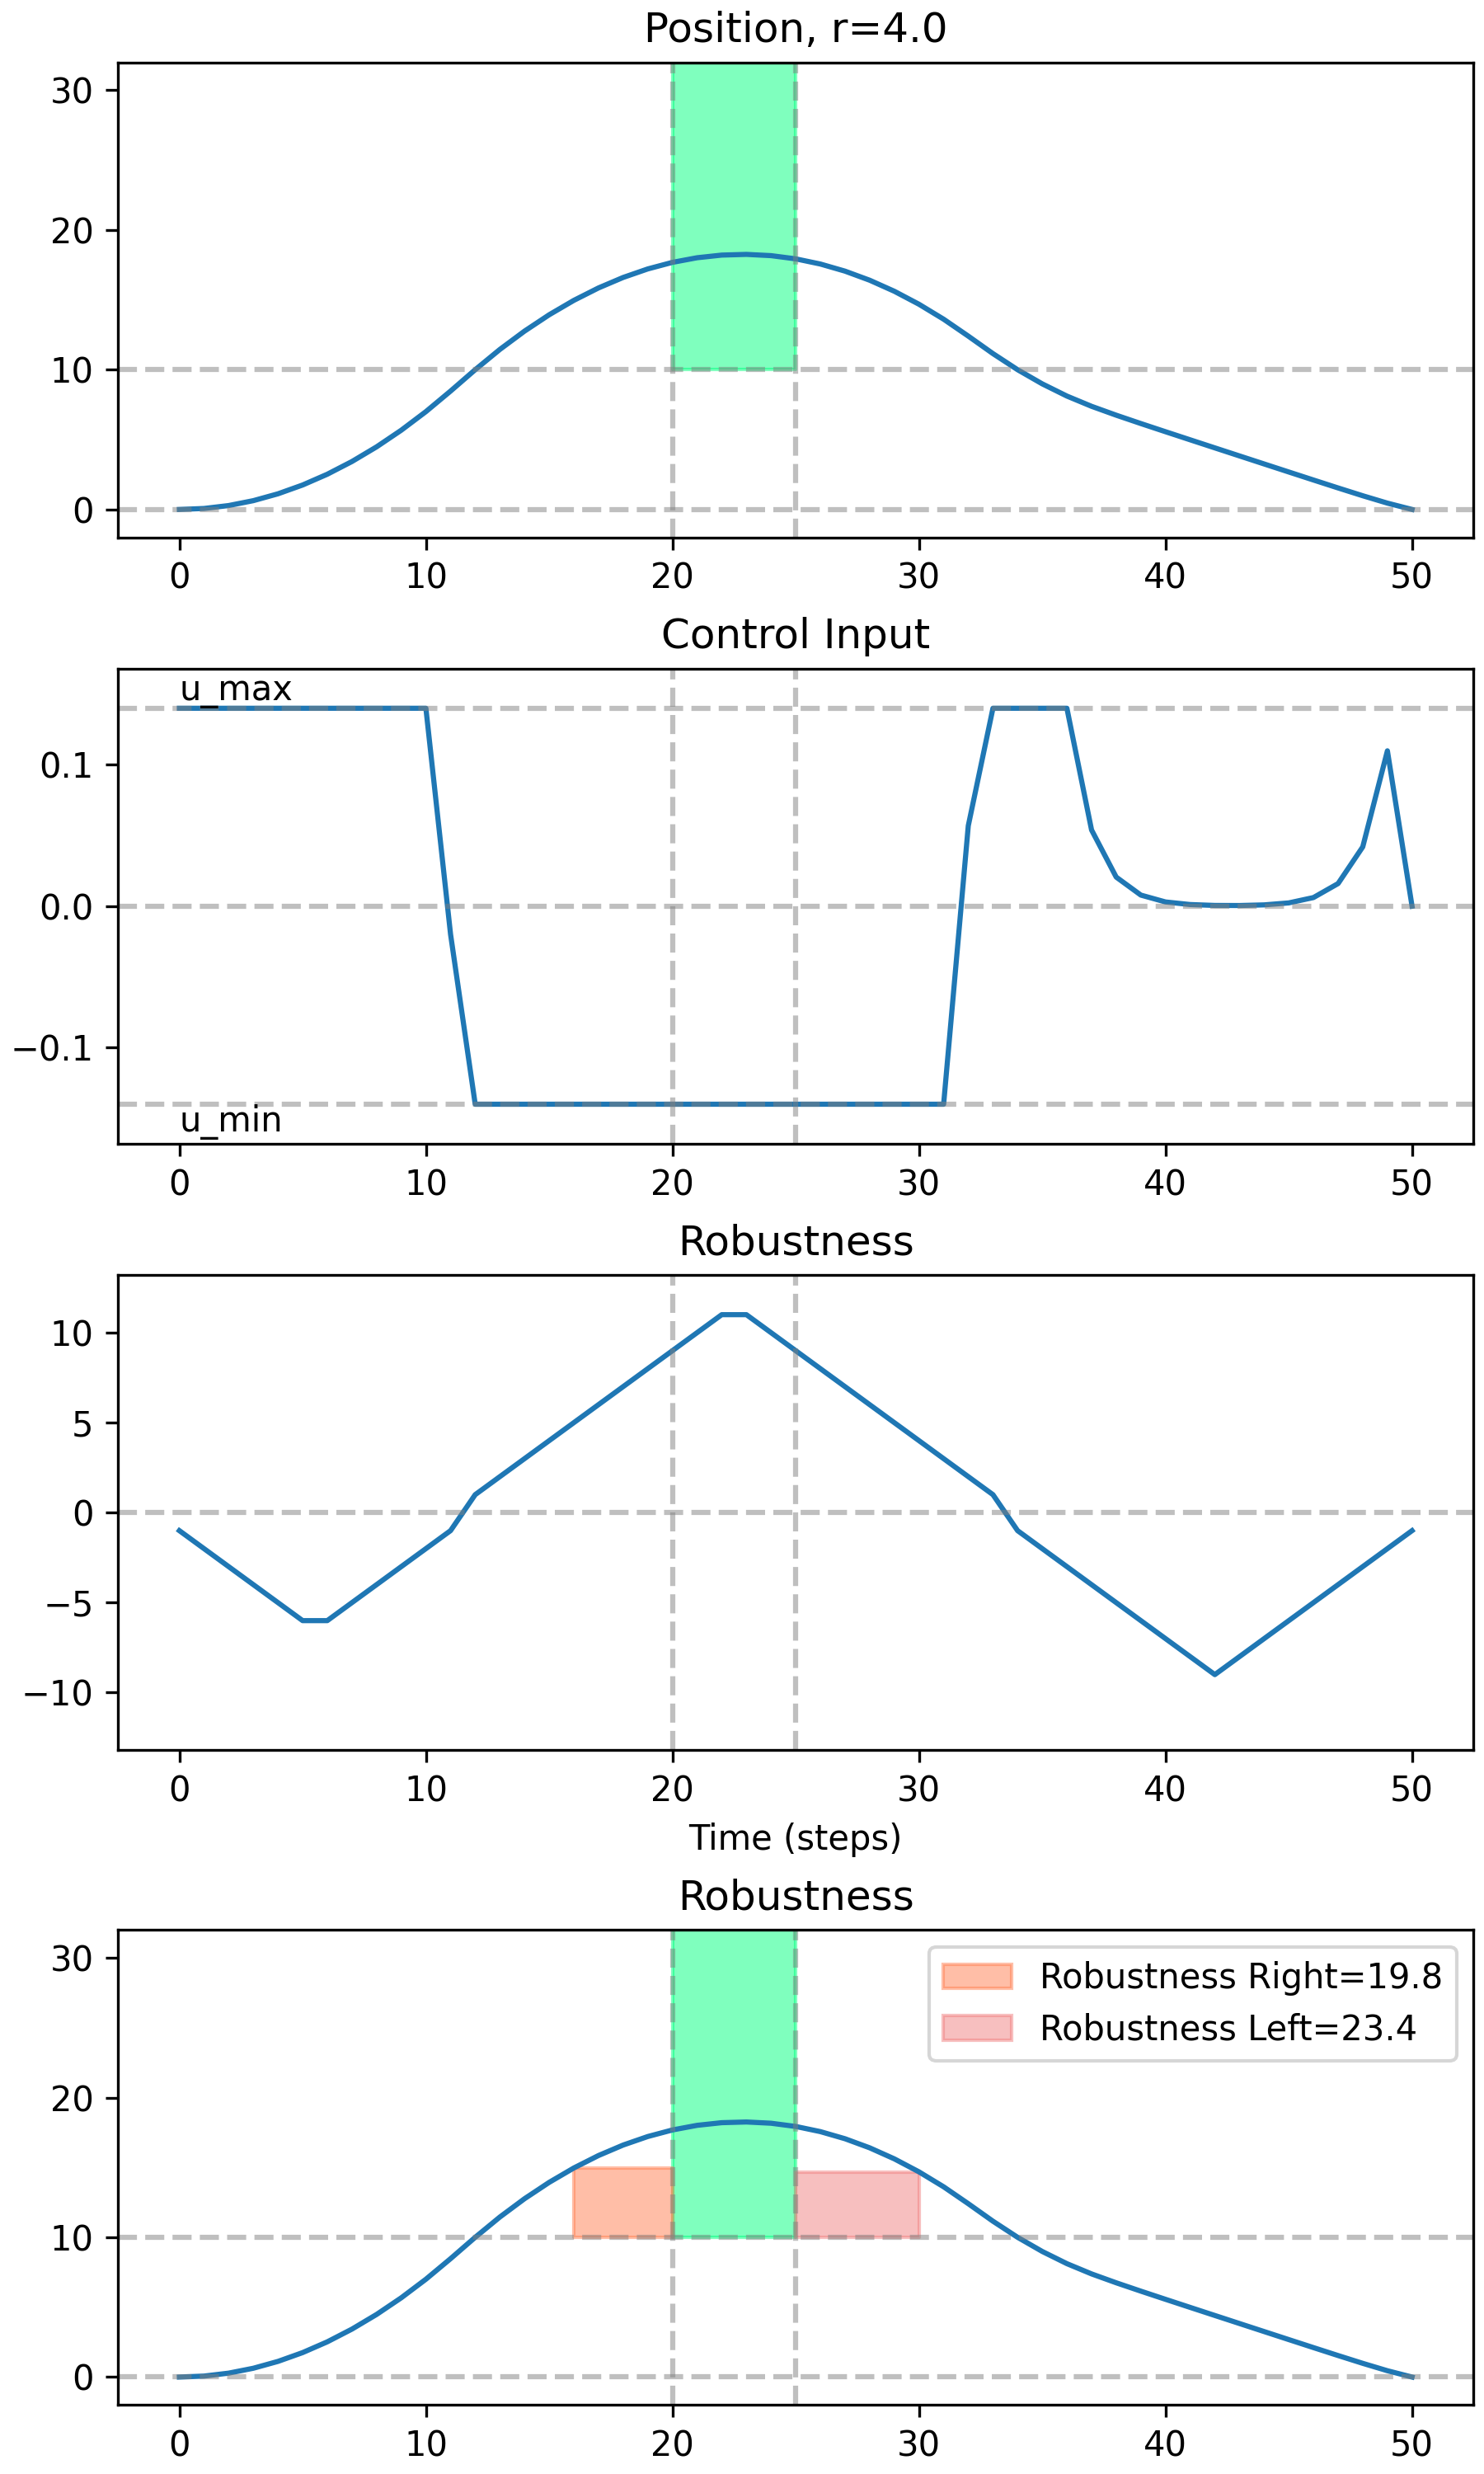 Position, r=4.0
30
20
10
0
0 10 20 30 40 50
Control Input
u_max
0.1
0.0
−0.1
u_min
0 10 20 30 40 50
Robustness
10
5
0
−5
−10
0 10 20 30 40 50
Time (steps)
Robustness
30
Robustness Right=19.8
Robustness Left=23.4
20
10
0
0 10 20 30 40 50